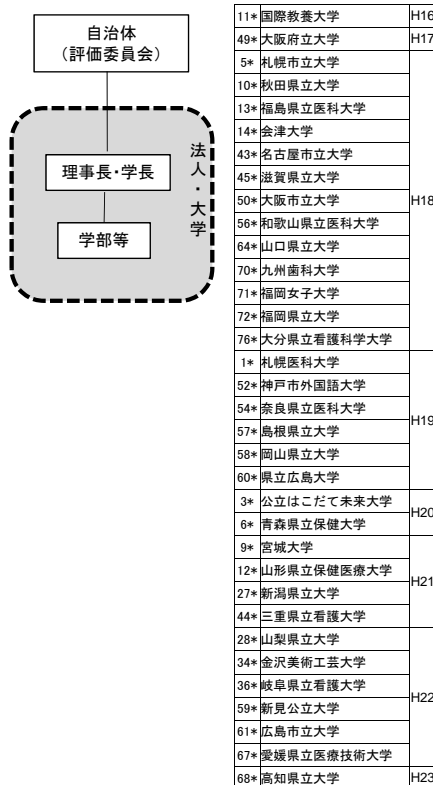 自治体
(評価委員会)
法人・大学
理事長・学長
学部等
11* 国際教養大学 H16
49* 大阪府立大学 H17
5* 札幌市立大学
10* 秋田県立大学
13* 福島県立医科大学
14* 会津大学
43* 名古屋市立大学
45* 滋賀県立大学
50* 大阪市立大学 H18
56* 和歌山県立医科大学
64* 山口県立大学
70* 九州歯科大学
71* 福岡女子大学
72* 福岡県立大学
76* 大分県立看護科学大学
1* 札幌医科大学
52* 神戸市外国語大学
54* 奈良県立医科大学
57* 島根県立大学
H19
58* 岡山県立大学
60* 県立広島大学
3* 公立はこだて未来大学
H20
6* 青森県立保健大学
9* 宮城大学
12* 山形県立保健医療大学
H21
27* 新潟県立大学
44* 三重県立看護大学
28* 山梨県立大学
34* 金沢美術工芸大学
36* 岐阜県立看護大学
H22
59* 新見公立大学
61* 広島市立大学
67* 愛媛県立医療技術大学
68* 高知県立大学 H23